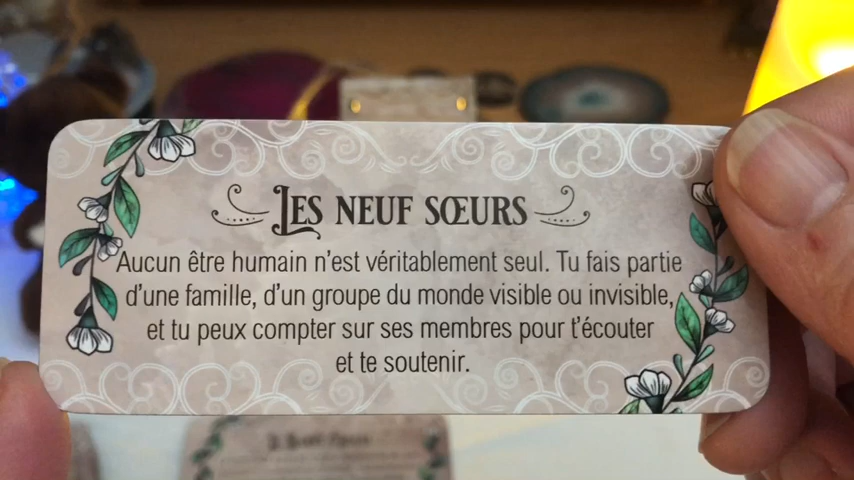 Les neuf sœurs
Aucun être humain n'est véritablement seul. Tu fais partie
d'une famille, d'un groupe du monde visible ou invisible,
et tu peux compter sur ses membres pour t'écouter
et te soutenir.